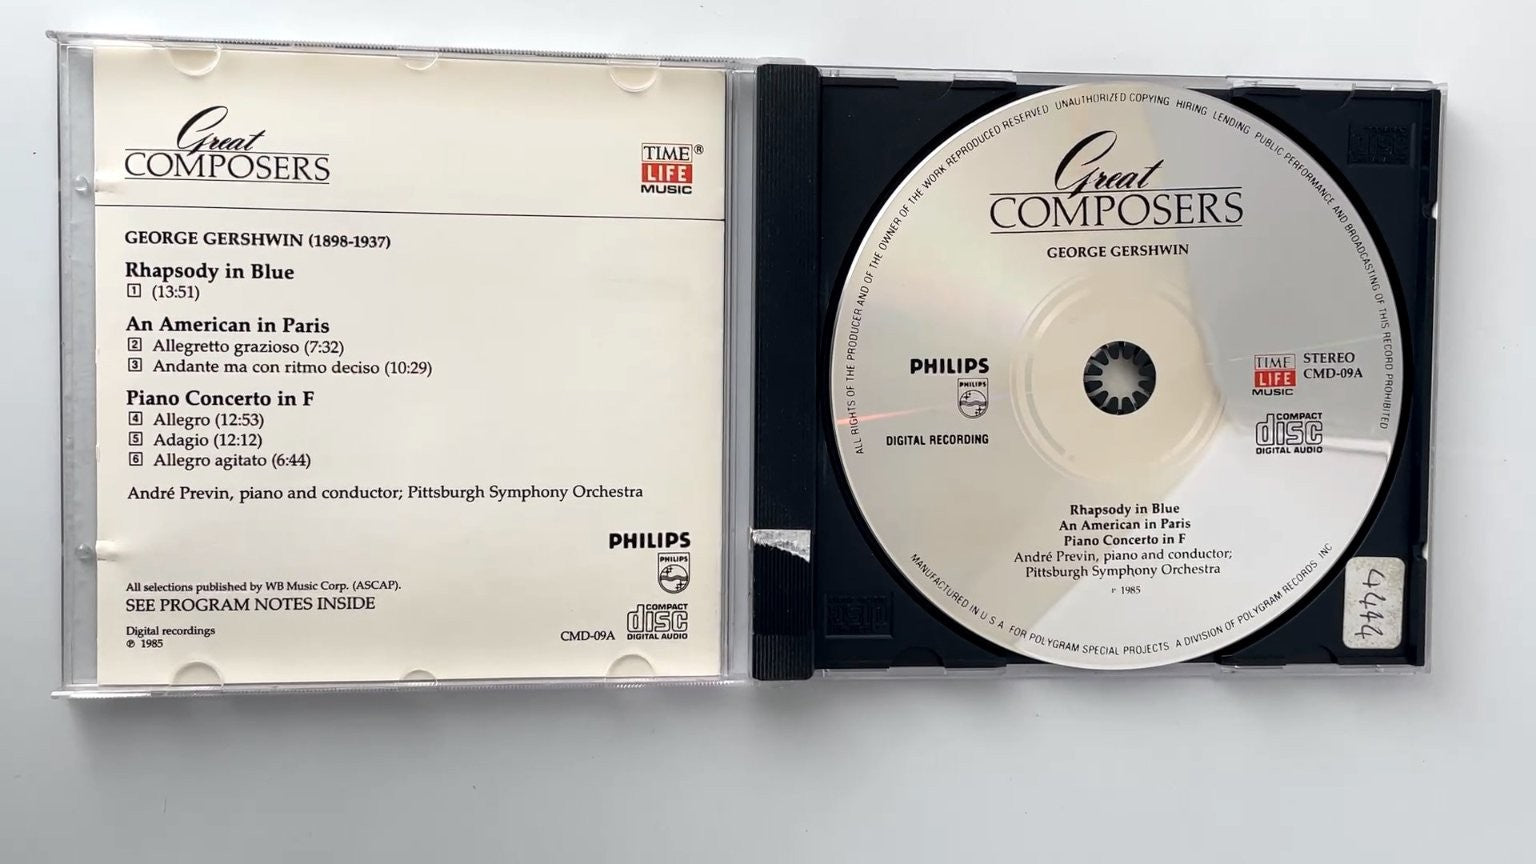 Great
COMPOSERS
TIME ®
LIFE
MUSIC
GEORGE GERSHWIN (1898-1937)
Rhapsody in Blue
1 (13:51)
An American in Paris
2 Allegretto grazioso (7:32)
3 Andante ma con ritmo deciso (10:29)
Piano Concerto in F
4 Allegro (12:53)
5 Adagio (12:12)
6 Allegro agitato (6:44)
André Previn, piano and conductor; Pittsburgh Symphony Orchestra
PHILIPS
PHILIPS
All selections published by WB Music Corp. (ASCAP).
SEE PROGRAM NOTES INSIDE
Digital recordings
℗ 1985
CMD-09A
COMPACT
disc
DIGITAL AUDIO
ALL RIGHTS OF THE PRODUCER AND OF THE OWNER OF THE WORK REPRODUCED RESERVED UNAUTHORIZED COPYING HIRING LENDING PUBLIC PERFORMANCE AND BROADCASTING OF THIS RECORD PROHIBITED
Great
COMPOSERS
GEORGE GERSHWIN
PHILIPS
PHILIPS
DIGITAL RECORDING
TIME
LIFE
MUSIC
STEREO
CMD-09A
COMPACT
disc
DIGITAL AUDIO
Rhapsody in Blue
An American in Paris
Piano Concerto in F
André Previn, piano and conductor;
Pittsburgh Symphony Orchestra
P 1985
MANUFACTURED IN U S A FOR POLYGRAM SPECIAL PROJECTS A DIVISION OF POLYGRAM RECORDS INC